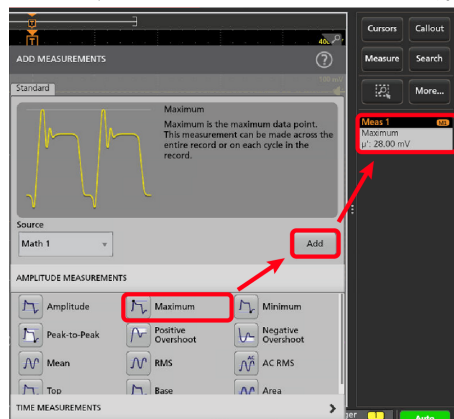 U
T
ADD MEASUREMENTS
?
Standard
Maximum
Maximum is the maximum data point.
This measurement can be made across the
entire record or on each cycle in the
record.
Source
Math 1
Add
AMPLITUDE MEASUREMENTS
Amplitude
Maximum
Minimum
Peak-to-Peak
Positive
Overshoot
Negative
Overshoot
Mean
RMS
AC
AC RMS
Top
Base
Area
TIME MEASUREMENTS
Cursors
Callout
Measure
Search
More...
Meas 1
M1
Maximum
µ': 28.00 mV
Auto